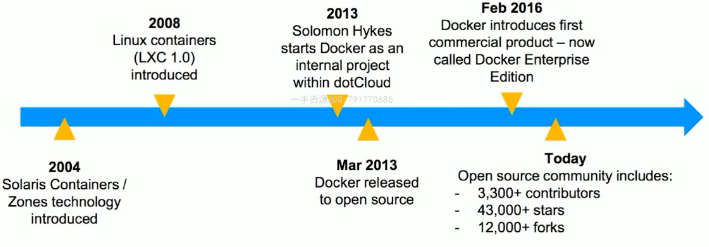 2008
Linux containers
(LXC 1.0)
introduced
2013
Solomon Hykes
starts Docker as an
internal project
within dotCloud
Feb 2016
Docker introduces first
commercial product – now
called Docker Enterprise
Edition
2004
Solaris Containers /
Zones technology
introduced
Mar 2013
Docker released
to open source
Today
Open source community includes:
- 3,300+ contributors
- 43,000+ stars
- 12,000+ forks